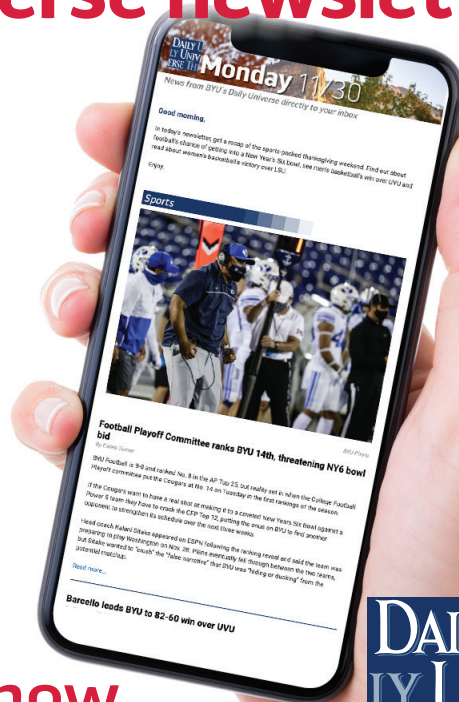 erse newslet
DAILY U
LY UNIV
ERSE TH
Monday 11/30
News from BYU's Daily Universe directly to your inbox
Good morning,
In today's newsletter, get a recap of the sports-packed thanksgiving weekend. Find out about
football's chance of getting into a New Year's Six bowl, see men's basketball's win over UVU and
read about women's basketball's victory over LSU.
Enjoy.
Sports
BYU Photo
Football Playoff Committee ranks BYU 14th, threatening NY6 bowl
bid
By Caleb Turner
BYU Football is 9-0 and ranked No. 8 in the AP Top 25, but reality set in when the College Football
Playoff committee put the Cougars at No. 14 on Tuesday in the first rankings of the season.
If the Cougars want to have a real shot at making it to a coveted New Years Six Bowl against a
Power 5 team they have to crack the CFP Top 12, putting the onus on BYU to find another
opponent to strengthen its schedule over the next three weeks.
Head coach Kalani Sitake appeared on ESPN following the ranking reveal and said the team was
preparing to play Washington on Nov. 28. Plans eventually fell through between the two teams,
but Sitake wanted to "crush" the "false narrative" that BYU was "hiding or ducking" from the
potential matchup.
Read more...
Barcello leads BYU to 82-60 win over UVU
now
DAI
LY U